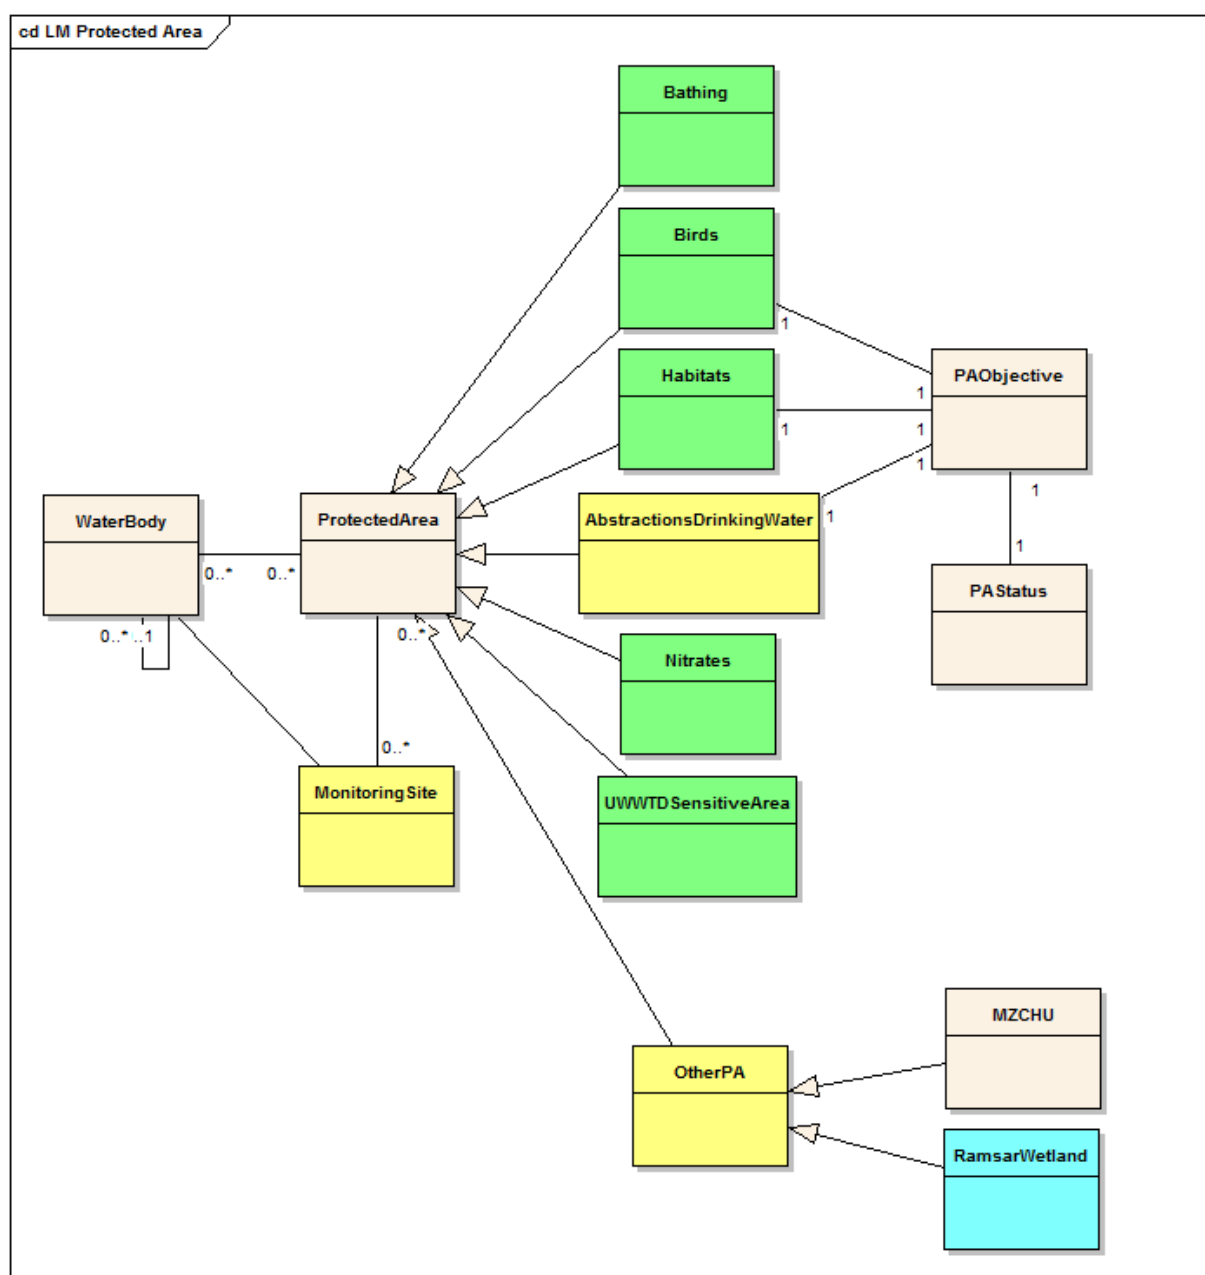 cd LM Protected Area
Bathing
Birds
1
Habitats
PAObjective
1
1
1
1
AbstractionsDrinkingWater
1
1
WaterBody
ProtectedArea
0..*
0..*
1
PAStatus
0..*
..1
0..*
Nitrates
0..*
MonitoringSite
UWWTDSensitiveArea
MZCHU
OtherPA
RamsarWetland